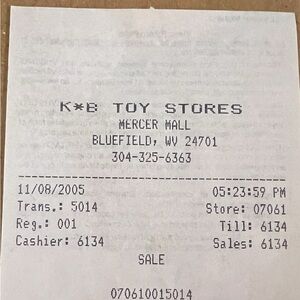 K*B TOY STORES
MERCER MALL
BLUEFIELD, WV 24701
304-325-6363
11/08/2005 05:23:59 PM
Trans.: 5014 Store: 07061
Reg.: 001 Till: 6134
Cashier: 6134 Sales: 6134
SALE
070610015014